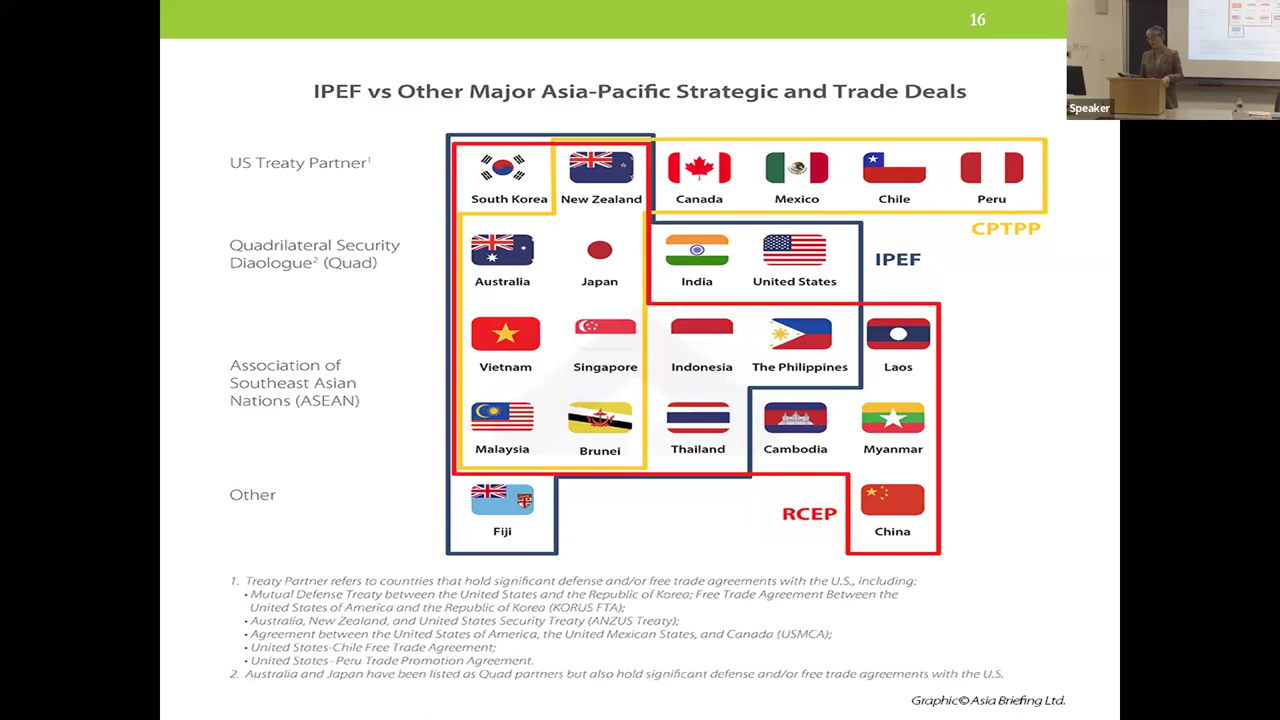 16
Speaker
IPEF vs Other Major Asia-Pacific Strategic and Trade Deals
US Treaty Partner¹
South Korea
New Zealand
Canada
Mexico
Chile
Peru
CPTPP
Quadrilateral Security
Diaologue² (Quad)
Australia
Japan
India
United States
IPEF
Association of
Southeast Asian
Nations (ASEAN)
Vietnam
Singapore
Indonesia
The Philippines
Laos
Malaysia
Brunei
Thailand
Cambodia
Myanmar
Other
Fiji
RCEP
China
1. Treaty Partner refers to countries that hold significant defense and/or free trade agreements with the U.S., including:
• Mutual Defense Treaty between the United States and the Republic of Korea; Free Trade Agreement Between the
United States of America and the Republic of Korea (KORUS FTA);
• Australia, New Zealand, and United States Security Treaty (ANZUS Treaty);
• Agreement between the United States of America, the United Mexican States, and Canada (USMCA);
• United States-Chile Free Trade Agreement;
• United States–Peru Trade Promotion Agreement.
2. Australia and Japan have been listed as Quad partners but also hold significant defense and/or free trade agreements with the U.S.
Graphic© Asia Briefing Ltd.